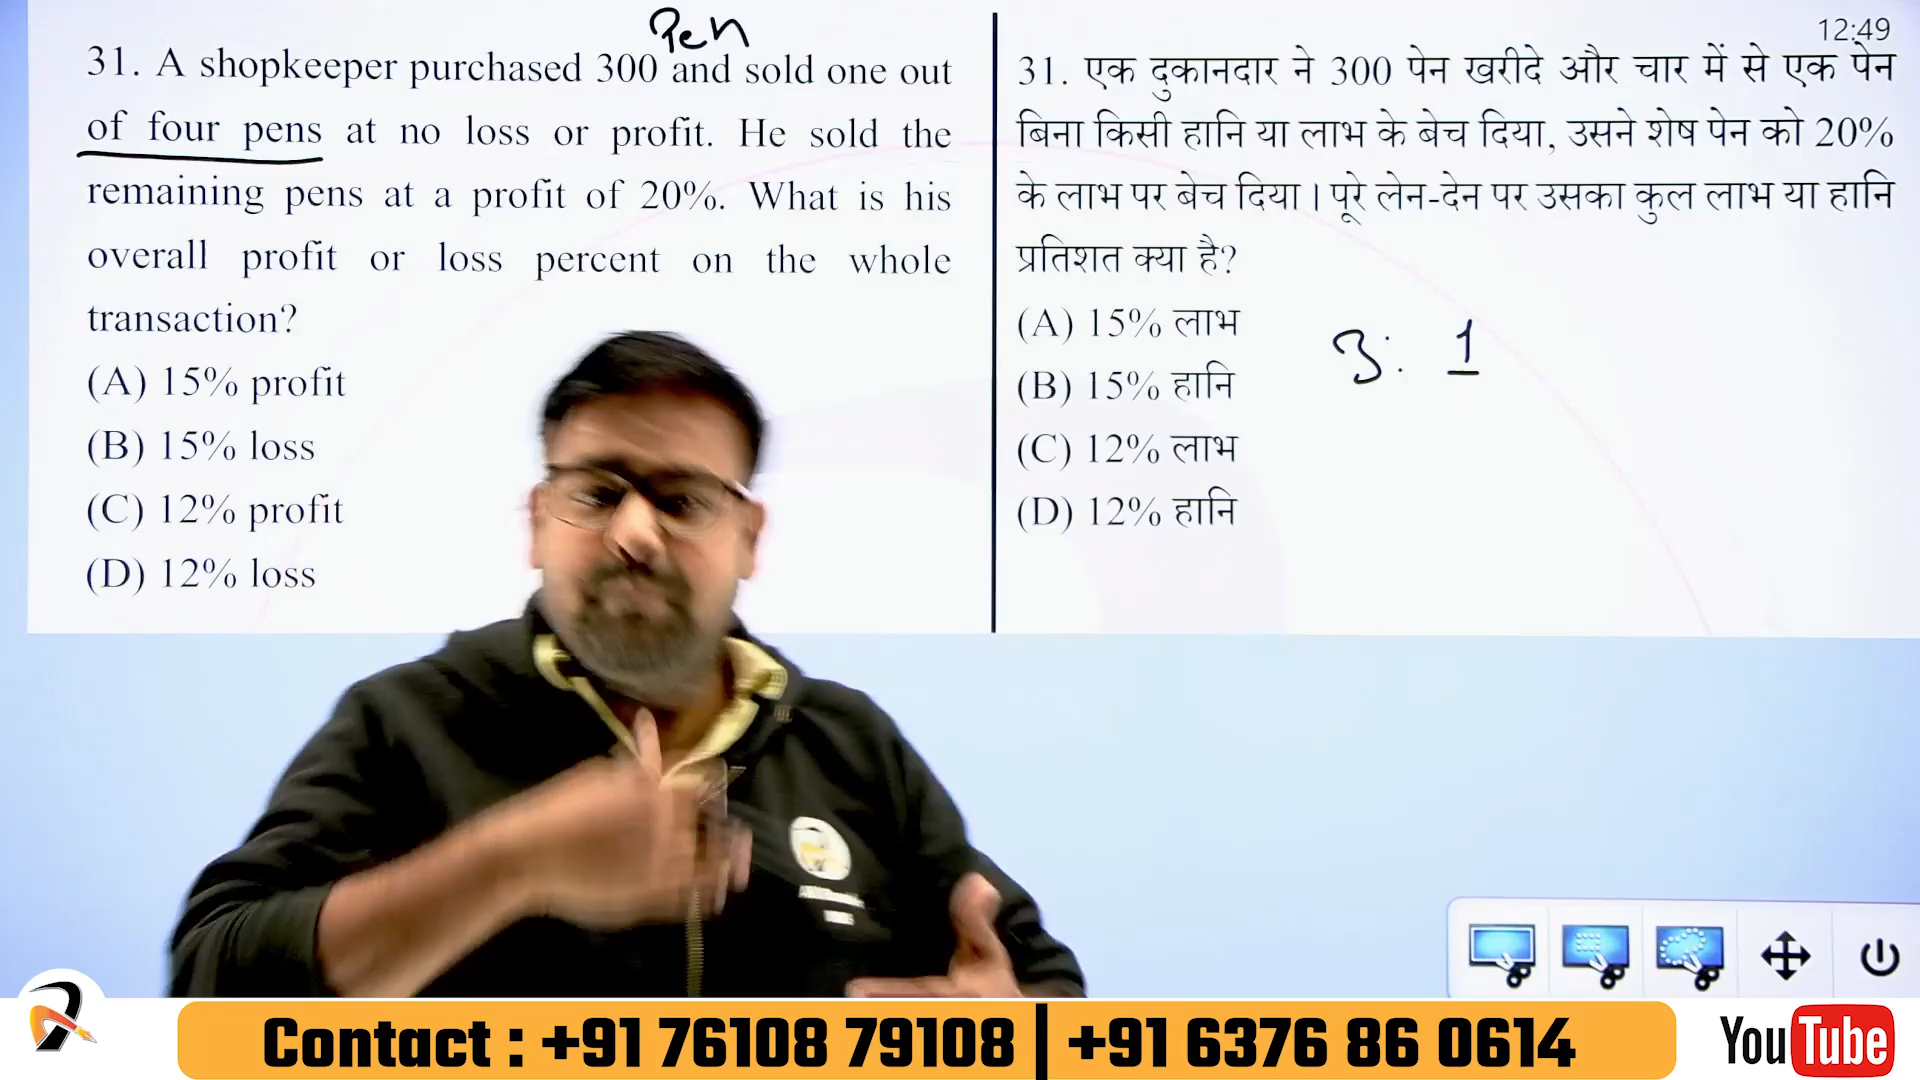 Pen
31. A shopkeeper purchased 300 and sold one out
of four pens at no loss or profit. He sold the
remaining pens at a profit of 20%. What is his
overall profit or loss percent on the whole
transaction?
(A) 15% profit
(B) 15% loss
(C) 12% profit
(D) 12% loss
12:49
31. एक दुकानदार ने 300 पेन खरीदे और चार में से एक पेन
बिना किसी हानि या लाभ के बेच दिया, उसने शेष पेन को 20%
के लाभ पर बेच दिया । पूरे लेन-देन पर उसका कुल लाभ या हानि
प्रतिशत क्या है?
(A) 15% लाभ
(B) 15% हानि
(C) 12% लाभ
(D) 12% हानि
3: 1
Contact : +91 76108 79108 | +91 6376 86 0614
YouTube